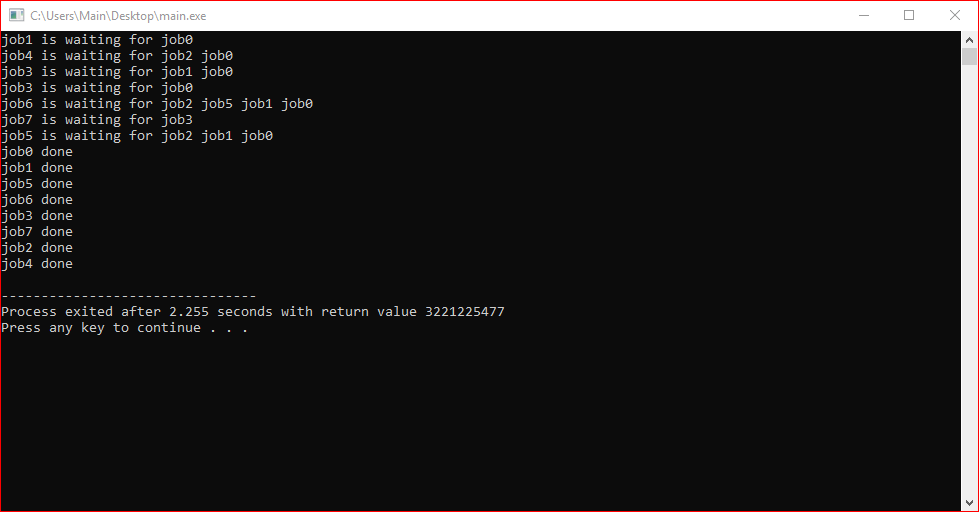 C:\Users\Main\Desktop\main.exe
job1 is waiting for job0
job4 is waiting for job2 job0
job3 is waiting for job1 job0
job3 is waiting for job0
job6 is waiting for job2 job5 job1 job0
job7 is waiting for job3
job5 is waiting for job2 job1 job0
job0 done
job1 done
job5 done
job6 done
job3 done
job7 done
job2 done
job4 done
--------------------------------
Process exited after 2.255 seconds with return value 3221225477
Press any key to continue . . .